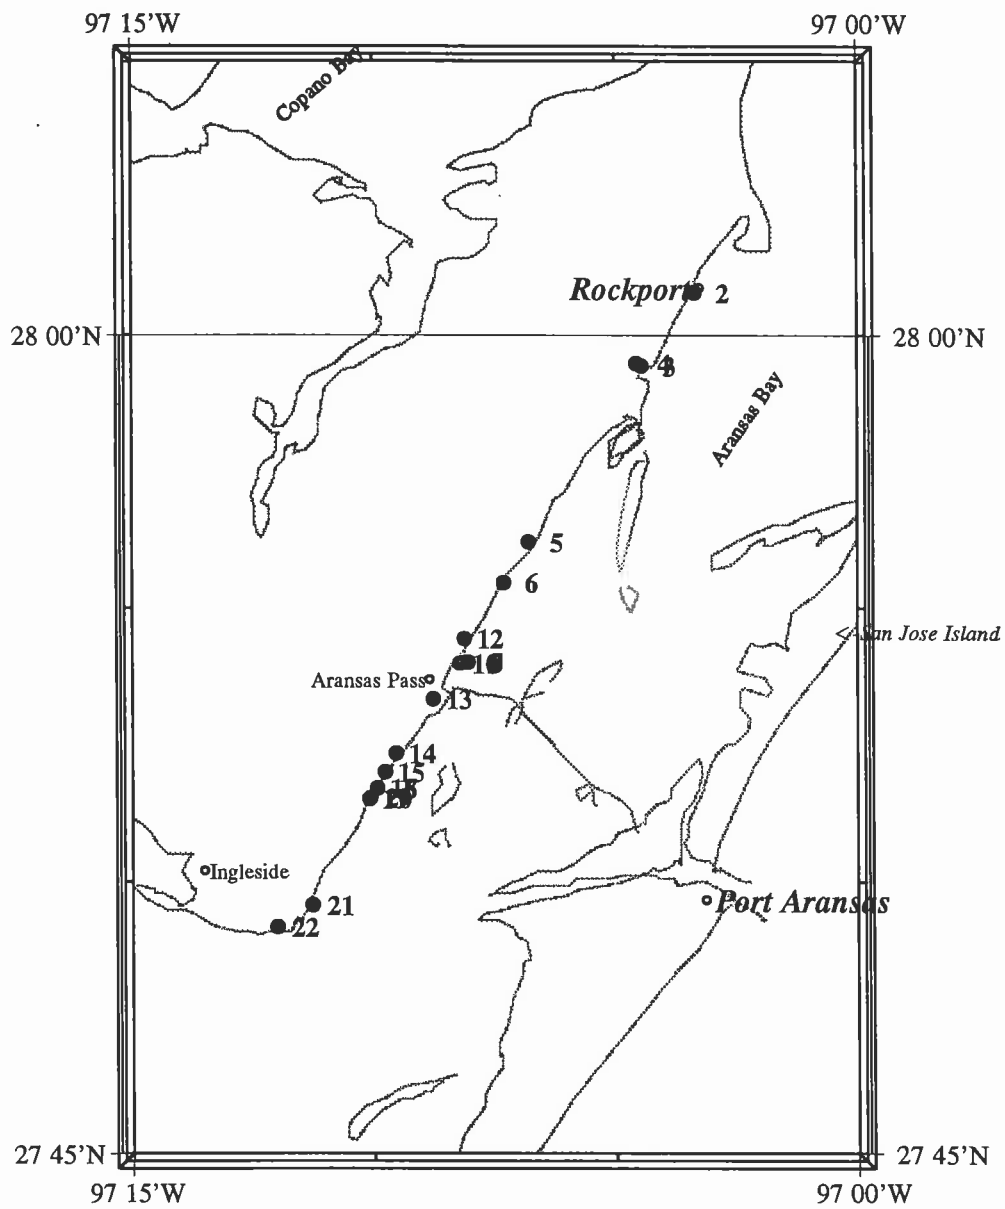 97 15'W
97 00'W
Copano Bay
Rockport
2
28 00'N
28 00'N
4
Aransas Bay
5
6
12
San Jose Island
Aransas Pass
13
14
15
Ingleside
21
Port Aransas
22
27 45'N
27 45'N
97 15'W
97 00'W